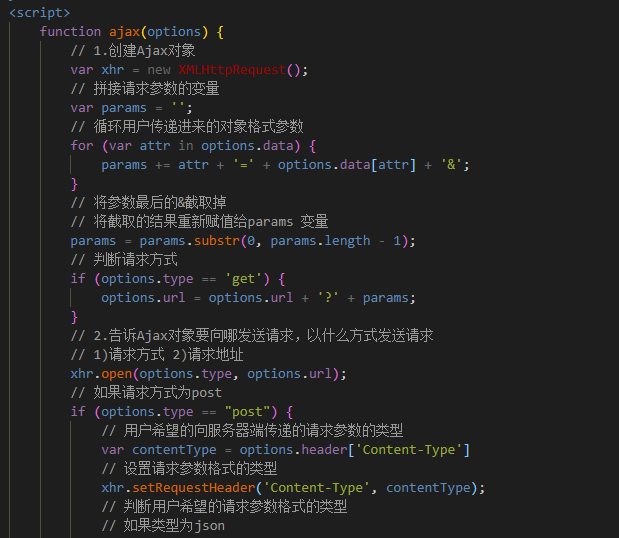 <script>
function ajax(options) {
// 1.创建Ajax对象
var xhr = new XMLHttpRequest();
// 拼接请求参数的变量
var params = '';
// 循环用户传递进来的对象格式参数
for (var attr in options.data) {
params += attr + '=' + options.data[attr] + '&';
}
// 将参数最后的&截取掉
// 将截取的结果重新赋值给params 变量
params = params.substr(0, params.length - 1);
// 判断请求方式
if (options.type == 'get') {
options.url = options.url + '?' + params;
}
// 2.告诉Ajax对象要向哪发送请求，以什么方式发送请求
// 1)请求方式 2)请求地址
xhr.open(options.type, options.url);
// 如果请求方式为post
if (options.type == "post") {
// 用户希望的向服务器端传递的请求参数的类型
var contentType = options.header['Content-Type']
// 设置请求参数格式的类型
xhr.setRequestHeader('Content-Type', contentType);
// 判断用户希望的请求参数格式的类型
// 如果类型为json